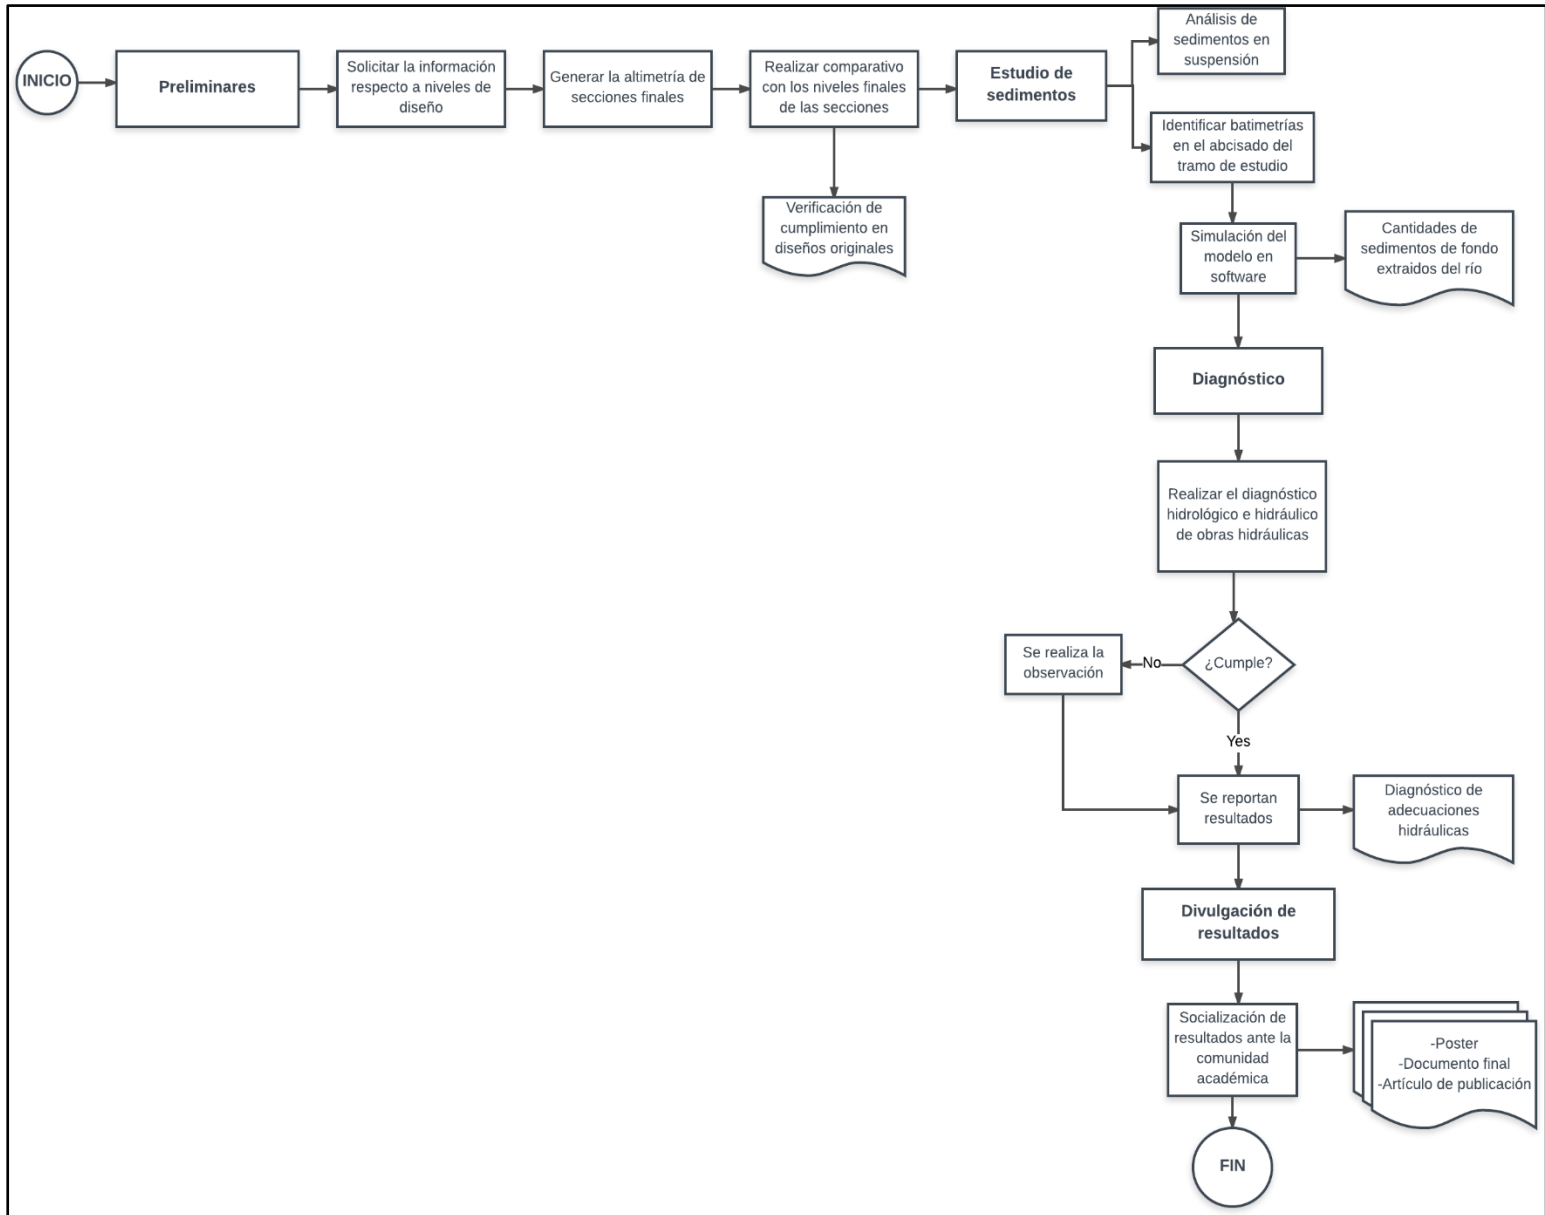 INICIO
Preliminares
Solicitar la información
respecto a niveles de
diseño
Generar la altimetría de
secciones finales
Realizar comparativo
con los niveles finales
de las secciones
Verificación de
cumplimiento en
diseños originales
Estudio de
sedimentos
Análisis de
sedimentos en
suspensión
Identificar batimetrías
en el abcisado del
tramo de estudio
Simulación del
modelo en
software
Cantidades de
sedimentos de fondo
extraidos del río
Diagnóstico
Realizar el diagnóstico
hidrológico e hidráulico
de obras hidráulicas
¿Cumple?
No
Se realiza la
observación
Yes
Se reportan
resultados
Diagnóstico de
adecuaciones
hidráulicas
Divulgación de
resultados
Socialización de
resultados ante la
comunidad
académica
-Poster
-Documento final
-Artículo de publicación
FIN